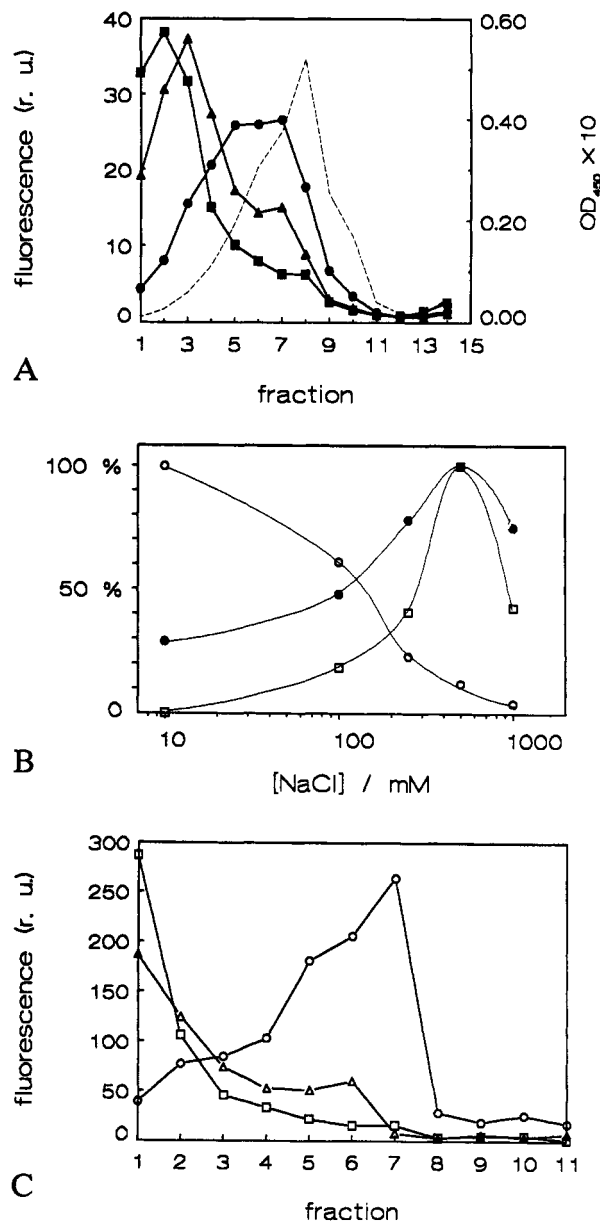 40
30
20
10
0
fluorescence (r. u.)
0.60
0.40
0.20
0.00
OD₄₅₀ × 10
1 3 5 7 9 11 13 15
fraction
A
100 %
50 %
0
10 100 1000
[NaCl] / mM
B
300
250
200
150
100
50
0
fluorescence (r. u.)
1 2 3 4 5 6 7 8 9 10 11
fraction
C